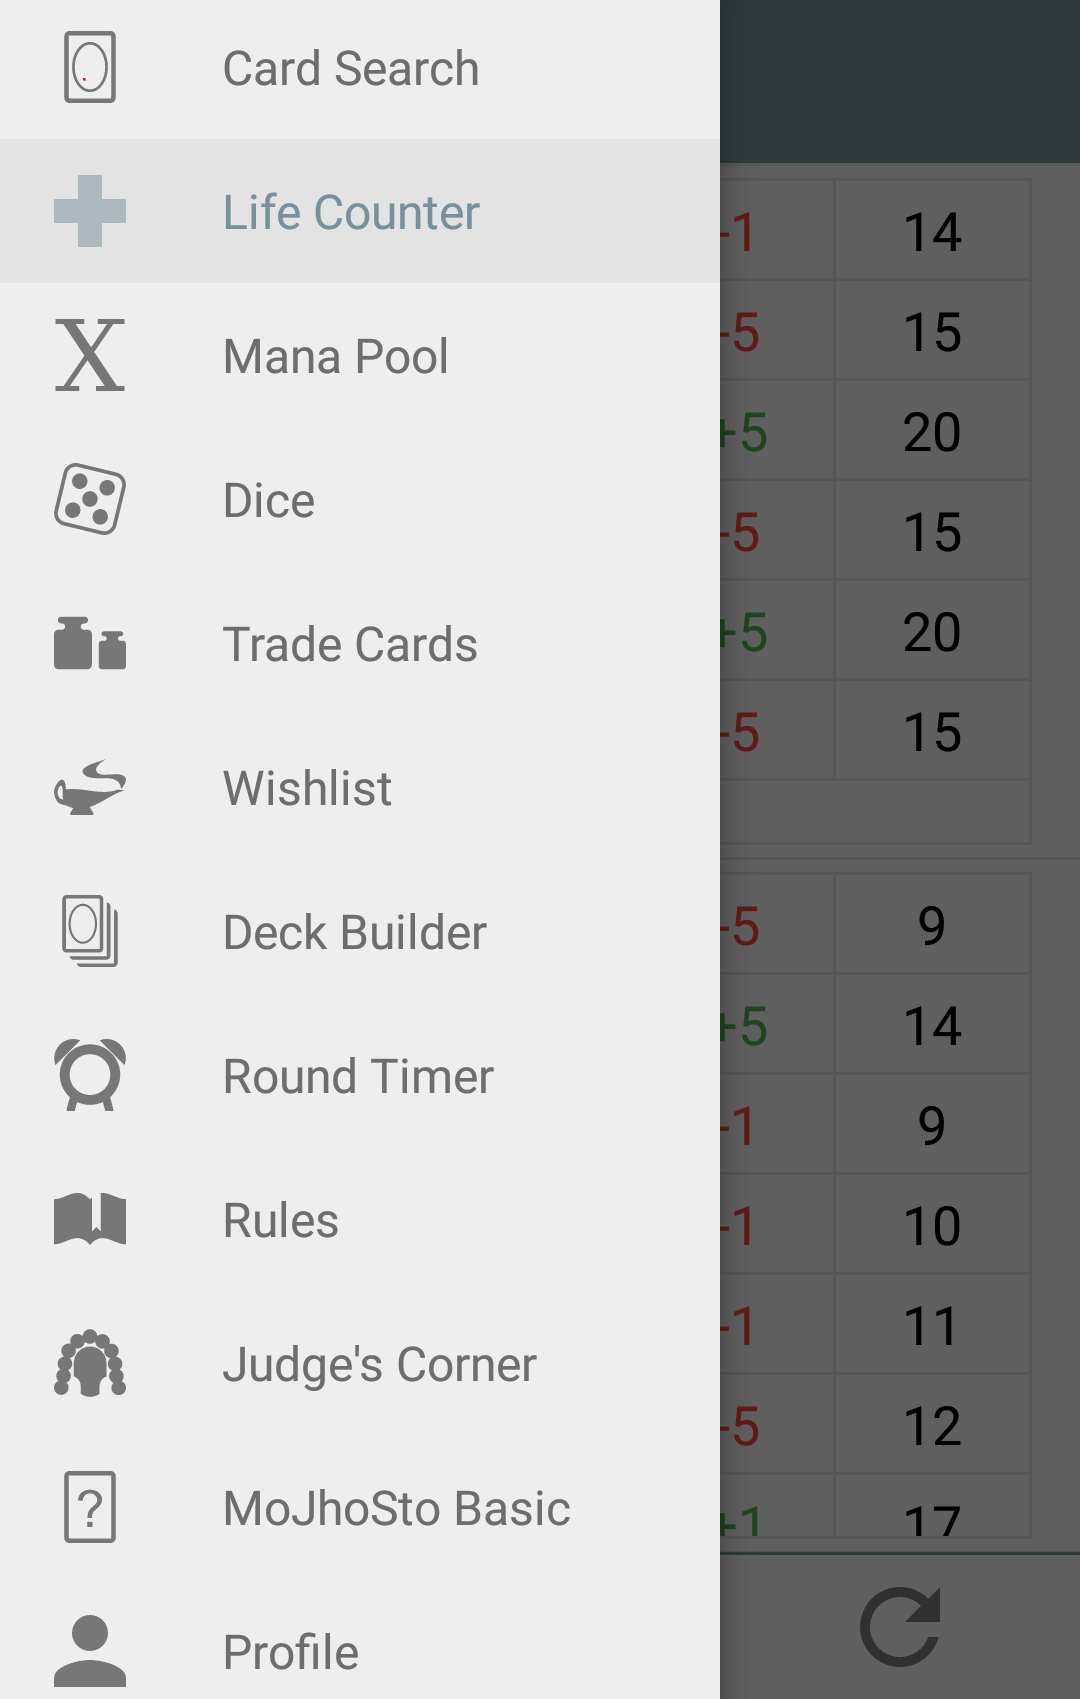 Card Search
Life Counter
Mana Pool
X
Dice
Trade Cards
Wishlist
Deck Builder
Round Timer
Rules
Judge's Corner
? MoJhoSto Basic
Profile
-1 14
-5 15
+5 20
-5 15
+5 20
-5 15
-5 9
+5 14
-1 9
-1 10
-1 11
-5 12
+1 17